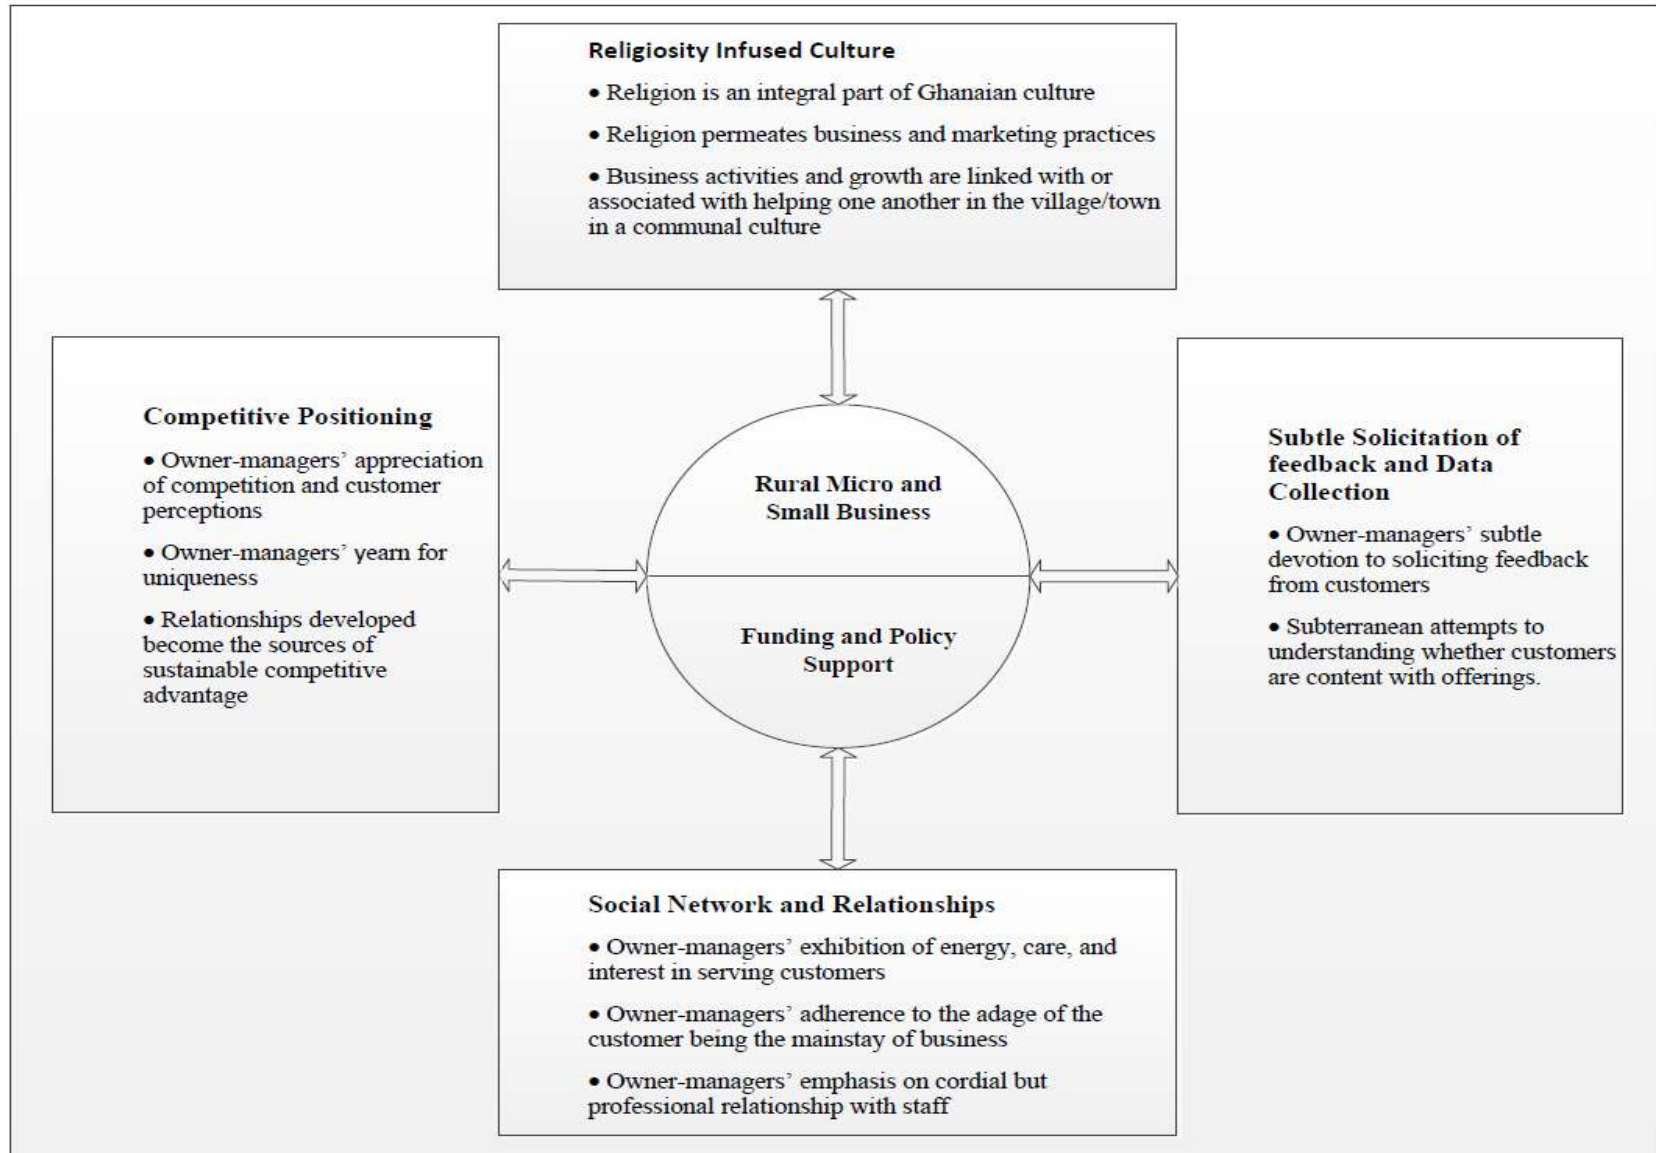 Religiosity Infused Culture
• Religion is an integral part of Ghanaian culture
• Religion permeates business and marketing practices
• Business activities and growth are linked with or
associated with helping one another in the village/town
in a communal culture
Competitive Positioning
• Owner-managers’ appreciation
of competition and customer
perceptions
• Owner-managers’ yearn for
uniqueness
• Relationships developed
become the sources of
sustainable competitive
advantage
Rural Micro and
Small Business
Funding and Policy
Support
Subtle Solicitation of
feedback and Data
Collection
• Owner-managers’ subtle
devotion to soliciting feedback
from customers
• Subterranean attempts to
understanding whether customers
are content with offerings.
Social Network and Relationships
• Owner-managers’ exhibition of energy, care, and
interest in serving customers
• Owner-managers’ adherence to the adage of the
customer being the mainstay of business
• Owner-managers’ emphasis on cordial but
professional relationship with staff